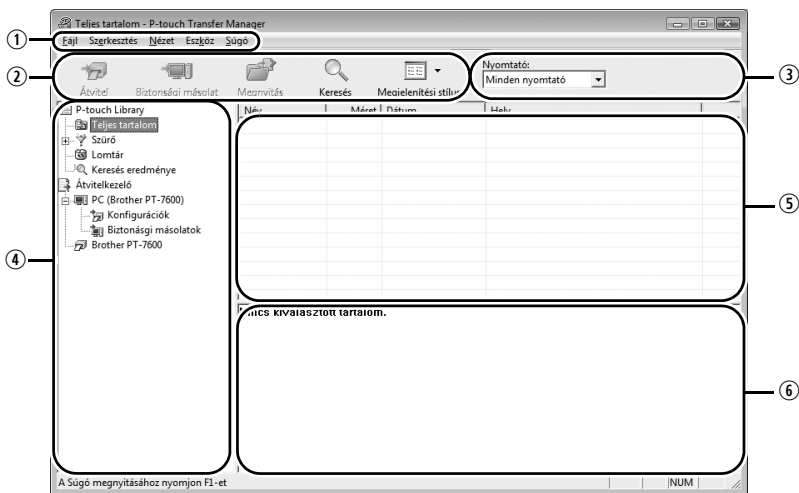 Teljes tartalom - P-touch Transfer Manager
① Fájl Szerkesztés Nézet Eszköz Súgó
② Átvitel Biztonsági másolat Megnyitás Keresés Megjelenítési stílus
Nyomtató:
Minden nyomtató
③
P-touch Library
Teljes tartalom
Szűrő
Lomtár
Keresés eredménye
Átvitelkezelő
PC (Brother PT-7600)
Konfigurációk
Biztonásgi másolatok
Brother PT-7600
④
Név Méret Dátum Hely
⑤
Nincs kiválasztott tartalom.
⑥
A Súgó megnyitásához nyomjon F1-et
NUM